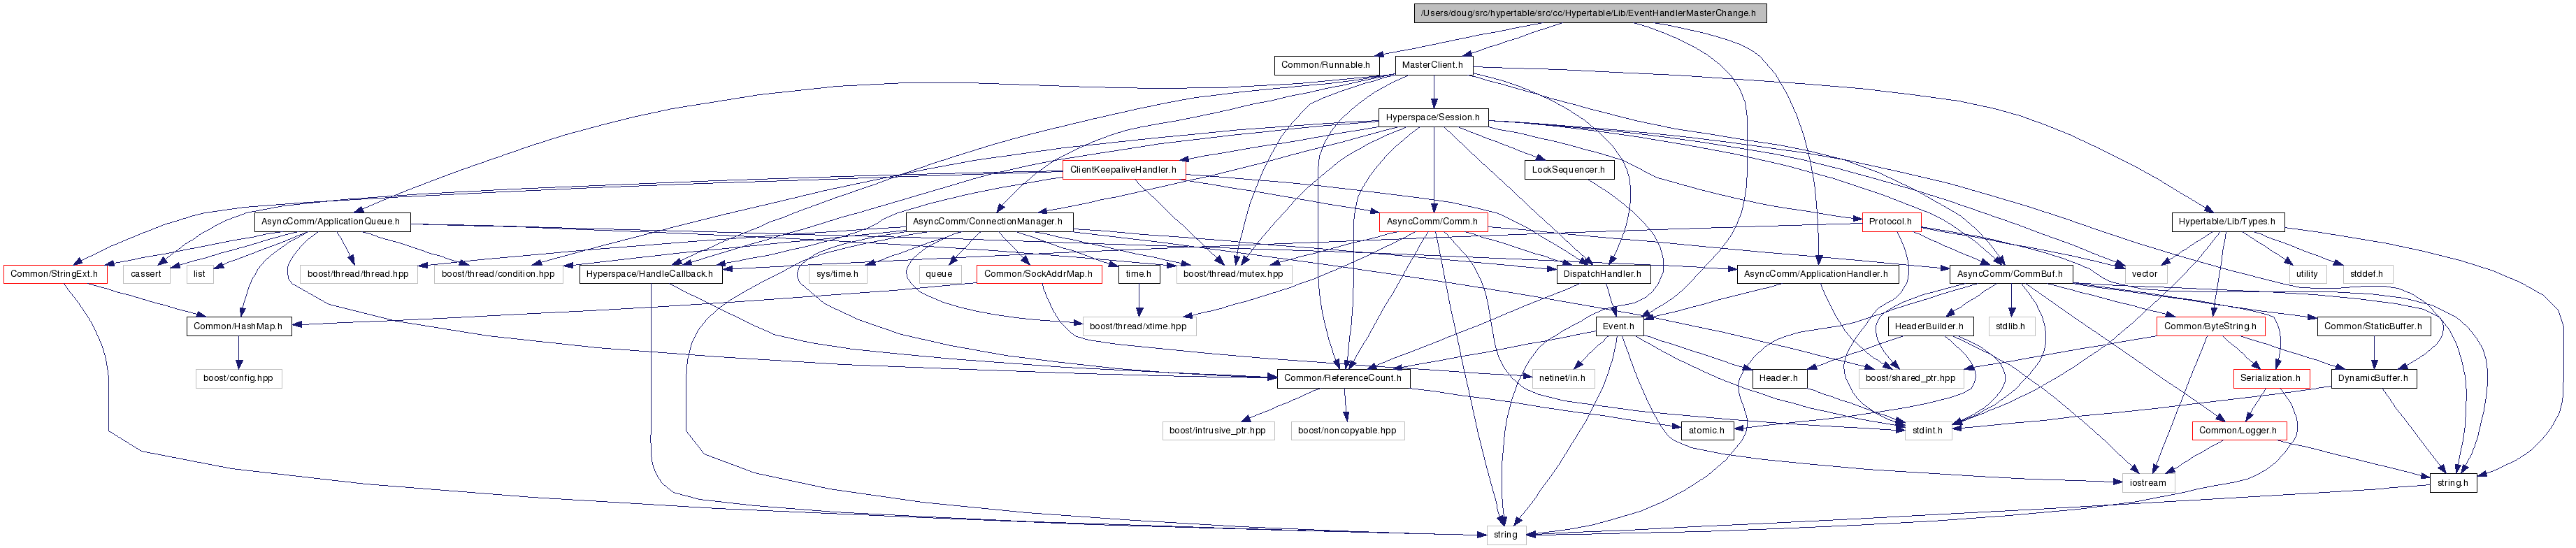 /Users/doug/src/hypertable/src/cc/Hypertable/Lib/EventHandlerMasterChange.h
Common/Runnable.h
MasterClient.h
Hyperspace/Session.h
ClientKeepaliveHandler.h
LockSequencer.h
AsyncComm/ApplicationQueue.h
AsyncComm/ConnectionManager.h
AsyncComm/Comm.h
Protocol.h
Hypertable/Lib/Types.h
Common/StringExt.h
cassert
list
boost/thread/thread.hpp
boost/thread/condition.hpp
Hyperspace/HandleCallback.h
sys/time.h
queue
Common/SockAddrMap.h
time.h
boost/thread/mutex.hpp
DispatchHandler.h
AsyncComm/ApplicationHandler.h
AsyncComm/CommBuf.h
vector
utility
stddef.h
Common/HashMap.h
boost/thread/xtime.hpp
Event.h
HeaderBuilder.h
stdlib.h
Common/ByteString.h
Common/StaticBuffer.h
boost/config.hpp
Common/ReferenceCount.h
netinet/in.h
Header.h
boost/shared_ptr.hpp
Serialization.h
DynamicBuffer.h
boost/intrusive_ptr.hpp
boost/noncopyable.hpp
atomic.h
stdint.h
Common/Logger.h
iostream
string.h
string